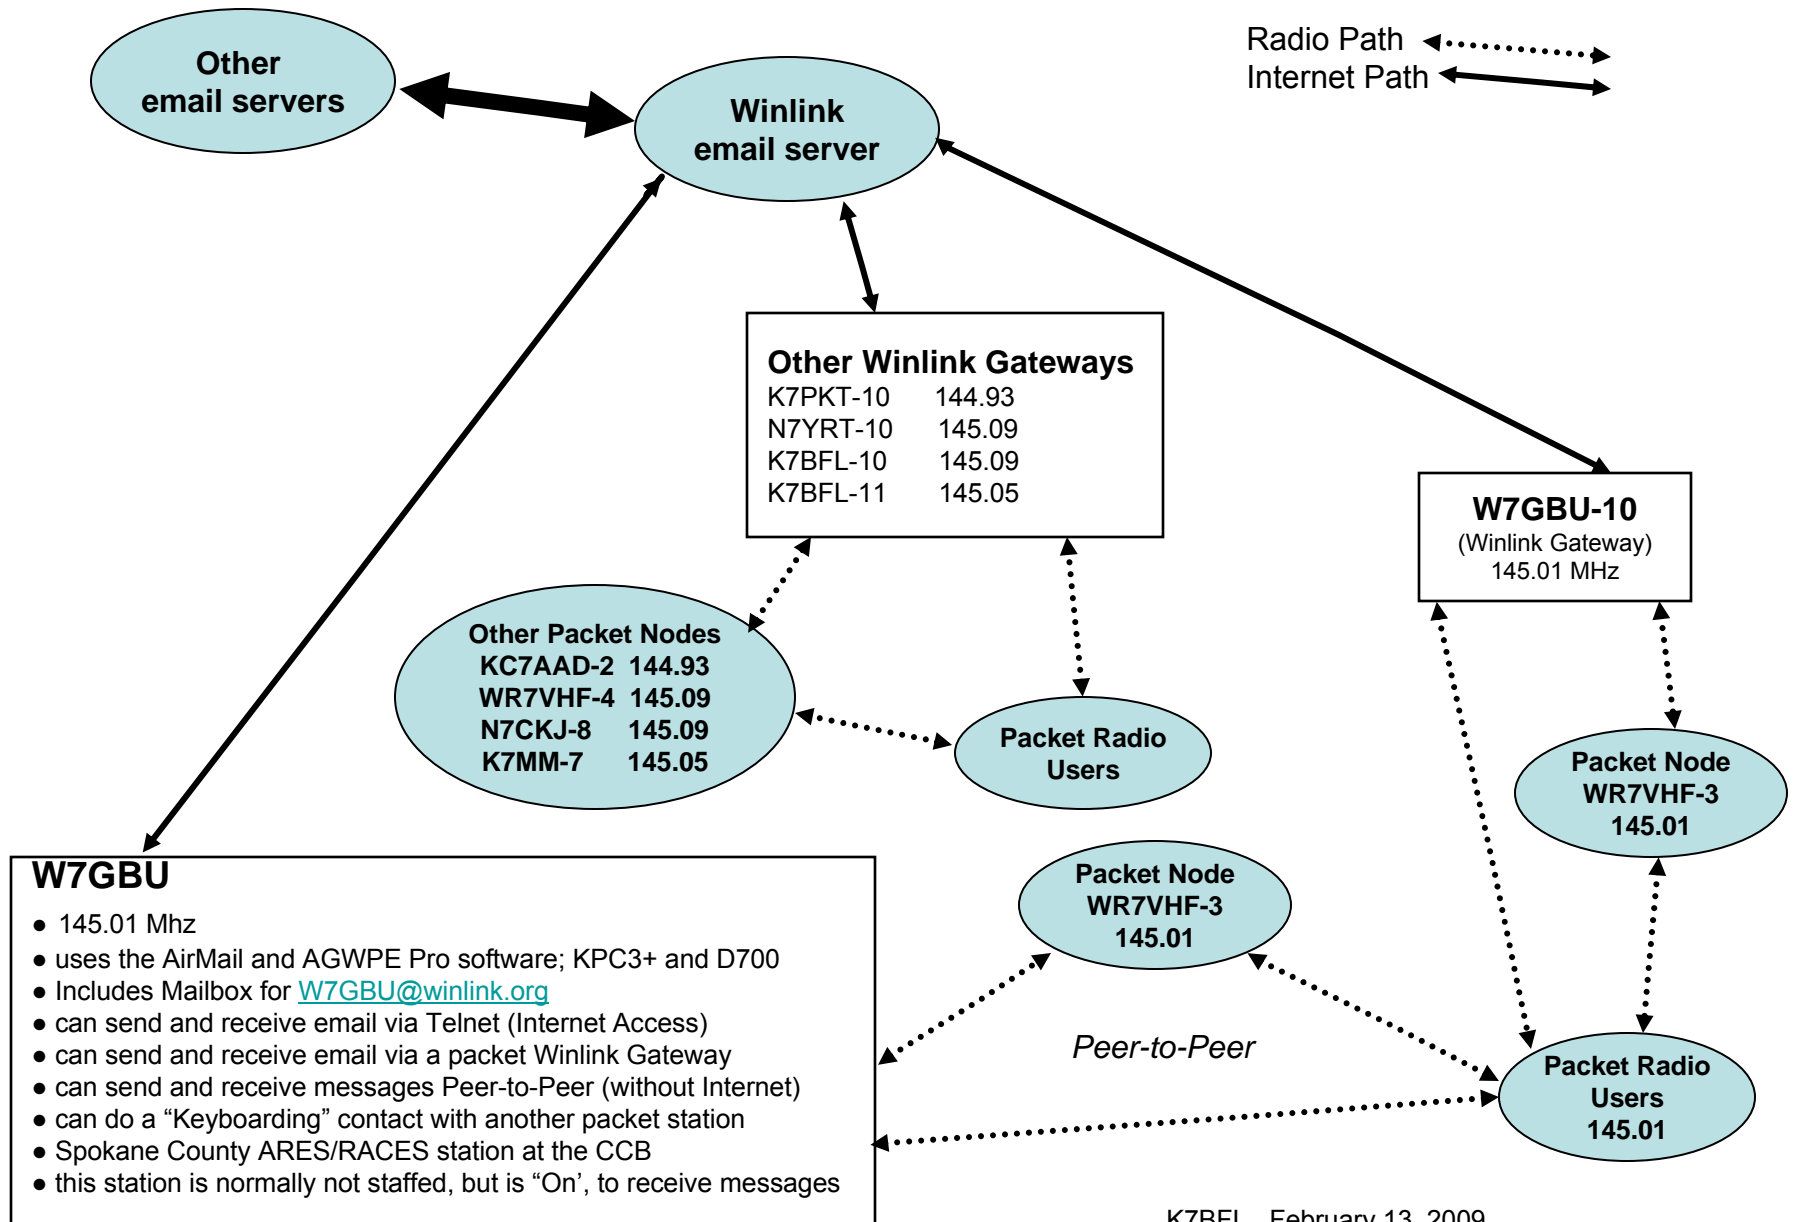 Other
email servers
Winlink
email server
Radio Path
Internet Path
Other Winlink Gateways
K7PKT-10 144.93
N7YRT-10 145.09
K7BFL-10 145.09
K7BFL-11 145.05
W7GBU-10
(Winlink Gateway)
145.01 MHz
Other Packet Nodes
KC7AAD-2 144.93
WR7VHF-4 145.09
N7CKJ-8 145.09
K7MM-7 145.05
Packet Radio
Users
Packet Node
WR7VHF-3
145.01
W7GBU
● 145.01 Mhz
● uses the AirMail and AGWPE Pro software; KPC3+ and D700
● Includes Mailbox for W7GBU@winlink.org
● can send and receive email via Telnet (Internet Access)
● can send and receive email via a packet Winlink Gateway
● can send and receive messages Peer-to-Peer (without Internet)
● can do a “Keyboarding” contact with another packet station
● Spokane County ARES/RACES station at the CCB
● this station is normally not staffed, but is “On’, to receive messages
Packet Node
WR7VHF-3
145.01
Peer-to-Peer
Packet Radio
Users
145.01
K7BFL February 13, 2009